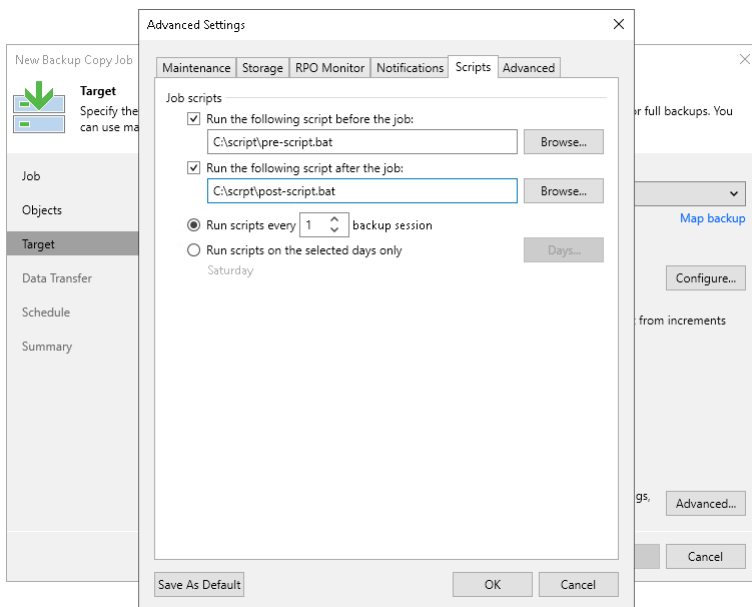 Advanced Settings
New Backup Copy Job
Target
Specify the
can use ma
or full backups. You
Maintenance Storage RPO Monitor Notifications Scripts Advanced
Job scripts
Run the following script before the job:
C:\script\pre-script.bat Browse...
Run the following script after the job:
C:\scrpt\post-script.bat Browse...
Run scripts every 1 backup session
Run scripts on the selected days only Days...
Saturday
Job
Objects
Target
Data Transfer
Schedule
Summary
Map backup
Configure...
from increments
gs,
Advanced...
Cancel
Save As Default OK Cancel